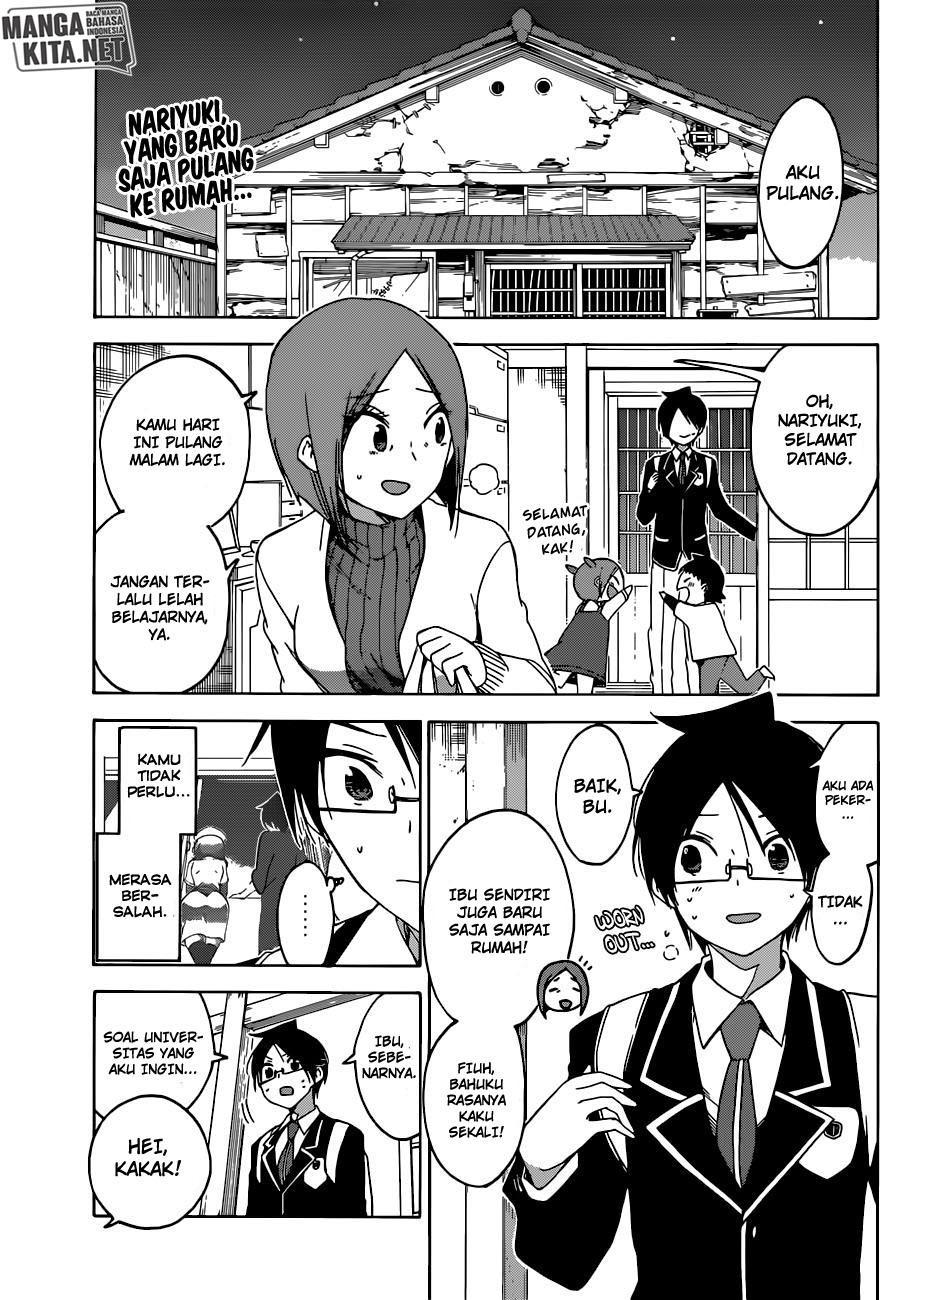 MANGA
KITA.NET
BACA MANGA
BAHASA
INDONESIA
NARIYUKI,
YANG BARU
SAJA PULANG
KE RUMAH...
AKU
PULANG.
OH,
NARIYUKI,
SELAMAT
DATANG.
SELAMAT
DATANG,
KAK!
KAMU HARI
INI PULANG
MALAM LAGI.
JANGAN TER-
LALU LELAH
BELAJARNYA,
YA.
AKU ADA
PEKER-
...
TIDAK
...
BAIK,
BU.
IBU SENDIRI
JUGA BARU
SAJA SAMPAI
RUMAH!
WORN
OUT...
FIUH,
BAHUKU
RASANYA
KAKU
SEKALI!
KAMU
TIDAK
PERLU...
MERASA
BER-
SALAH.
......
IBU,
SEBE-
NARNYA.
SOAL UNIVER-
SITAS YANG
AKU INGIN...
HEI,
KAKAK!